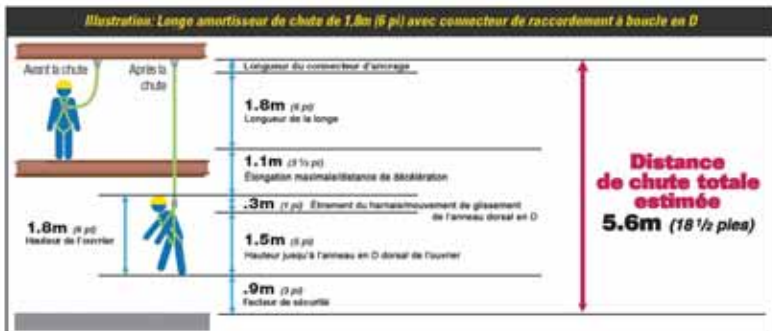 Illustration: Longe amortisseur de chute de 1,8m (6 pi) avec connecteur de raccordement à boucle en D
Avant la chute
Après la
chute
Longueur du connecteur d'ancrage
1.8m (6 pi)
Longueur de la longe
1.1m (3 ½ pi)
Élongation maximale/distance de décélération
.3m (1 pi) Étirement du harnais/mouvement de glissement
de l'anneau dorsal en D
1.8m (6 pi)
Hauteur de l'ouvrier
1.5m (5 pi)
Hauteur jusqu'à l'anneau en D dorsal de l'ouvrier
.9m (3 pi)
Facteur de sécurité
Distance
de chute totale
estimée
5.6m (18 ½ pies)